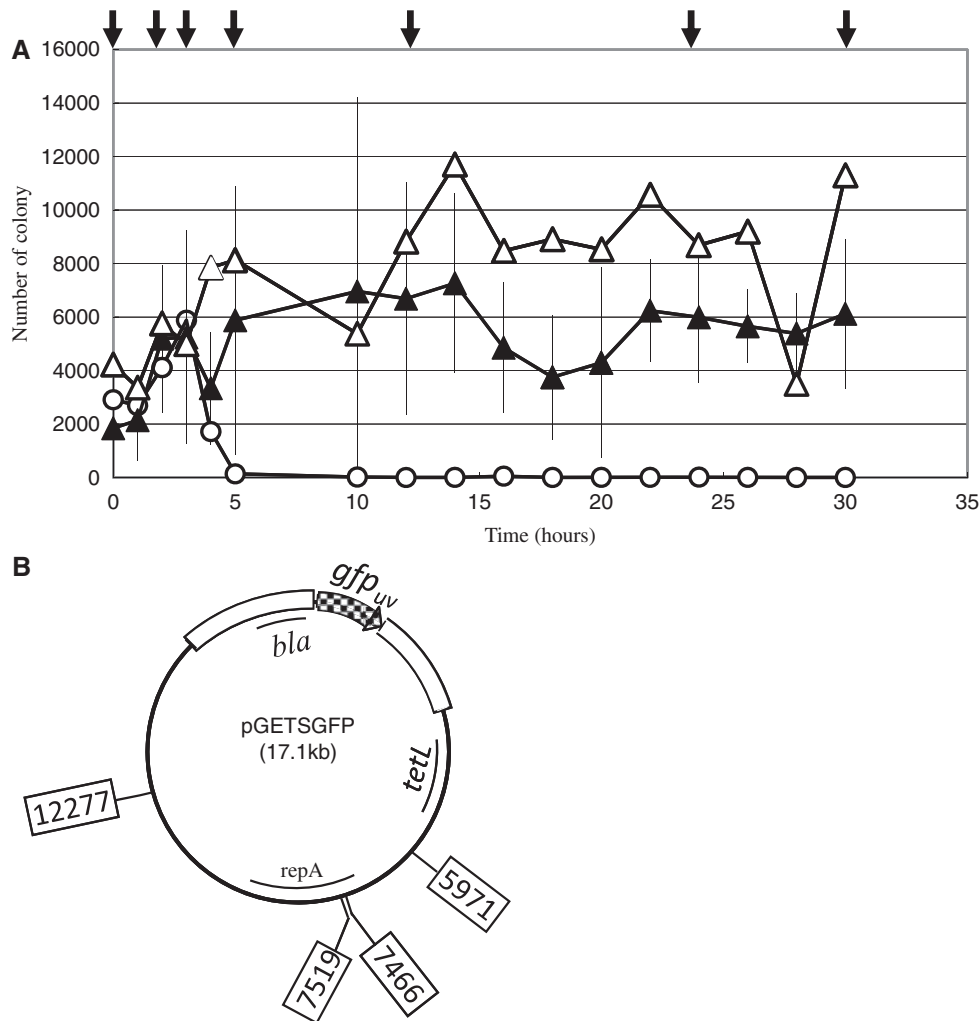 A
16000
14000
12000
10000
8000
6000
4000
2000
0
Number of colony
0 5 10 15 20 25 30 35
Time (hours)
B
gfpuv
bla
pGETSGFP
(17.1kb)
tetL
12277
repA
5971
7519
7466